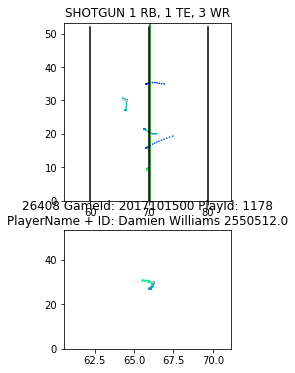 SHOTGUN 1 RB, 1 TE, 3 WR
50
40
30
20
10
0
60 70 80
26408 GameId: 2017101500 PlayId: 1178
PlayerName + ID: Damien Williams 2550512.0
40
20
0
62.5 65.0 67.5 70.0